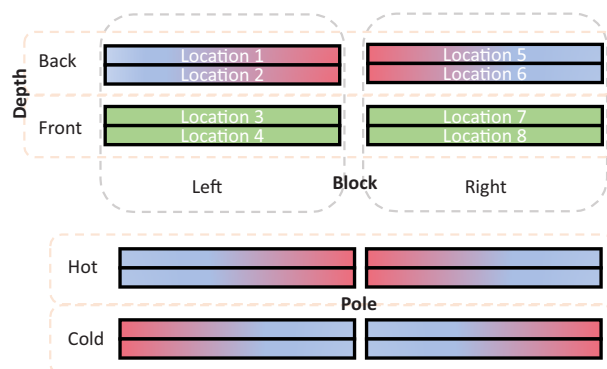 Back
Location 1
Location 5
Location 2
Location 6
Depth
Front
Location 3
Location 7
Location 4
Location 8
Left
Block
Right
Hot
Pole
Cold